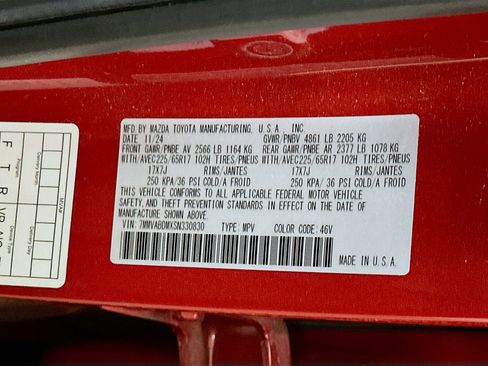 MFD. BY MAZDA TOYOTA MANUFACTURING, U.S.A., INC.
DATE 11/24 GVWR/PNBV 4861 LB 2205 KG
FRONT GAWR/PNBE AV 2566 LB 1164 KG REAR GAWR/PNBE AR 2377 LB 1078 KG
WITH/AVEC225/65R17 102H TIRES/PNEUS WITH/AVEC225/65R17 102H TIRES/PNEUS
17X7J RIMS/JANTES 17X7J RIMS/JANTES
250 KPA/36 PSI COLD/A FROID 250 KPA/36 PSI COLD/A FROID
THIS VEHICLE CONFORMS TO ALL APPLICABLE FEDERAL MOTOR VEHICLE
SAFETY, AND THEFT PREVENTION STANDARDS IN EFFECT ON THE DATE OF
MANUFACTURE SHOWN ABOVE.
VIN: 7MMVABDMXSN330830 TYPE: MPV COLOR CODE: 46V
MADE IN U.S.A.
F T R